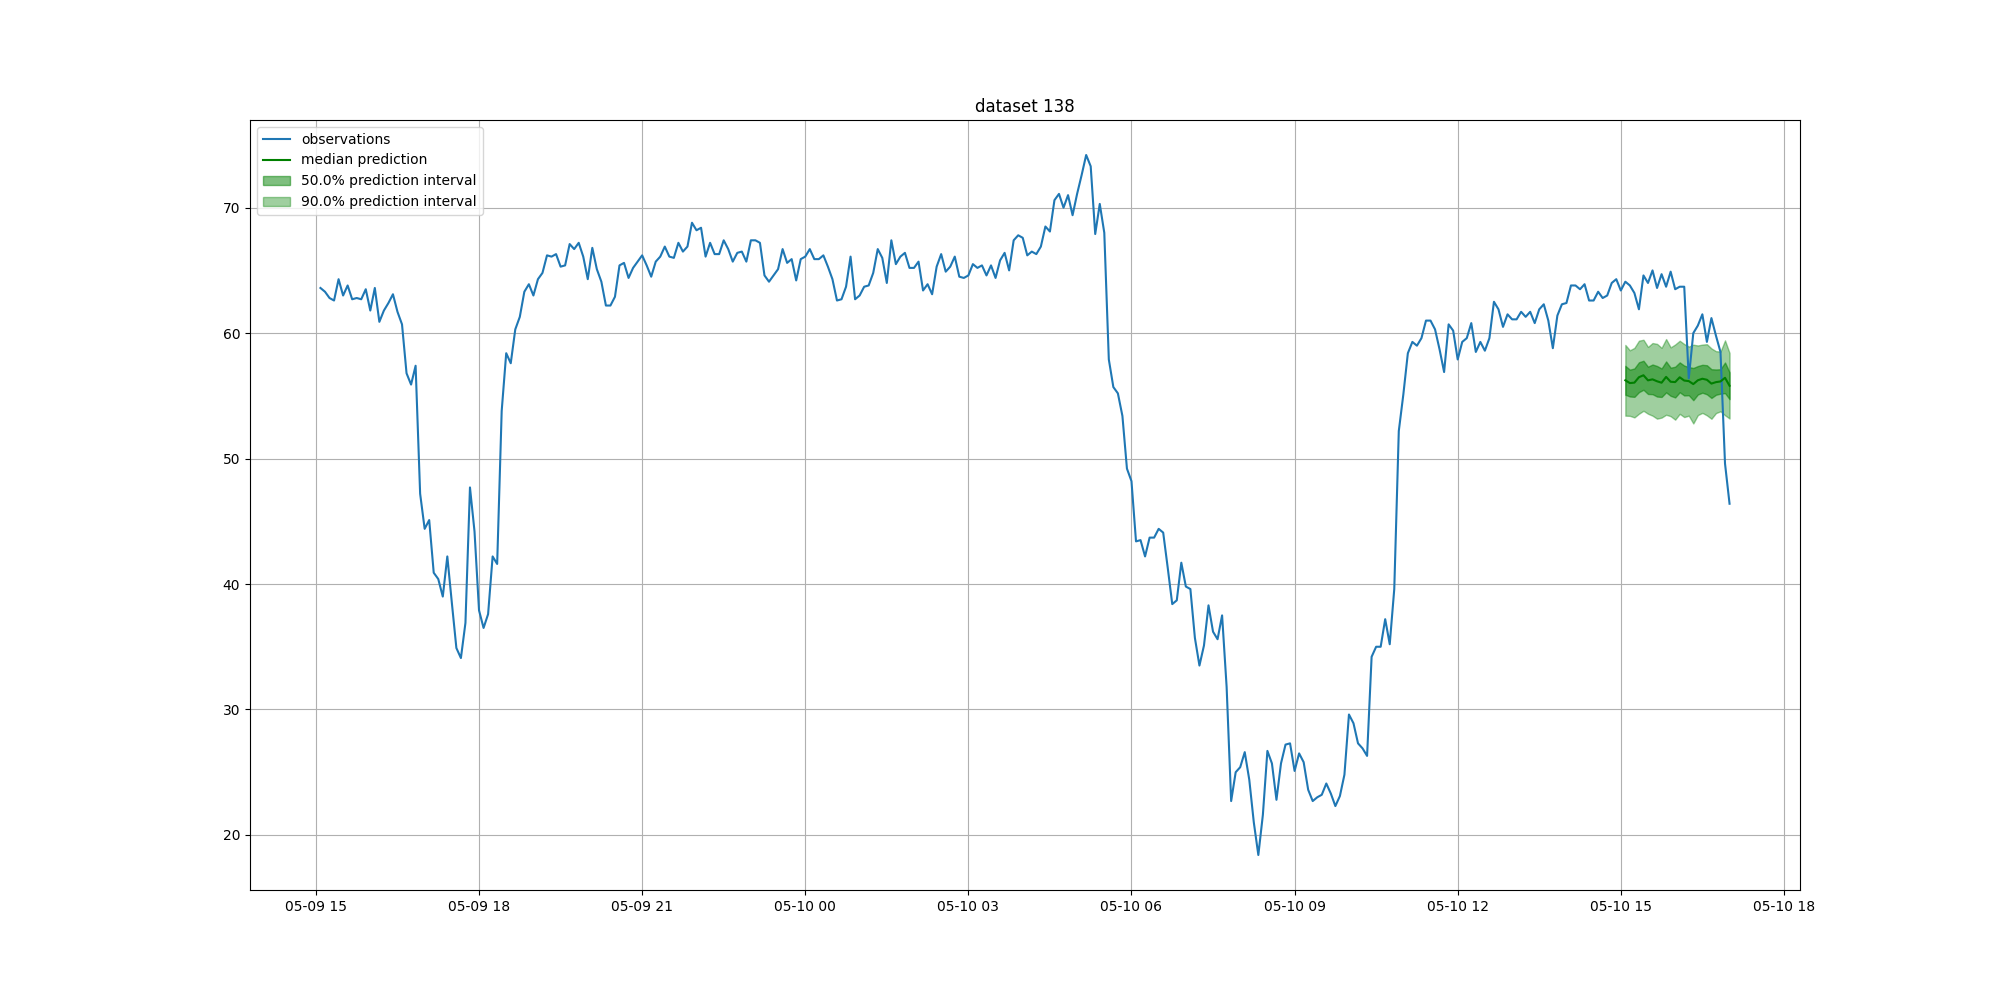 dataset 138
observations
median prediction
50.0% prediction interval
90.0% prediction interval
70
60
50
40
30
20
05-09 15 05-09 18 05-09 21 05-10 00 05-10 03 05-10 06 05-10 09 05-10 12 05-10 15 05-10 18